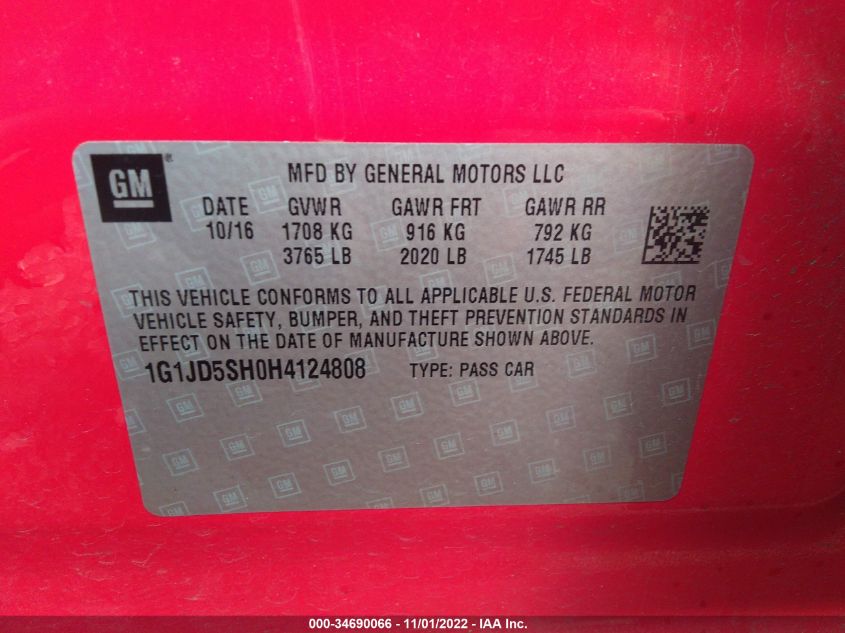 GM®
MFD BY GENERAL MOTORS LLC
DATE GVWR GAWR FRT GAWR RR
10/16 1708 KG 916 KG 792 KG
3765 LB 2020 LB 1745 LB
THIS VEHICLE CONFORMS TO ALL APPLICABLE U.S. FEDERAL MOTOR
VEHICLE SAFETY, BUMPER, AND THEFT PREVENTION STANDARDS IN
EFFECT ON THE DATE OF MANUFACTURE SHOWN ABOVE.
1G1JD5SH0H4124808 TYPE: PASS CAR
000-34690066 - 11/01/2022 - IAA Inc.